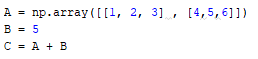 A = np.array([[1, 2, 3] , [4,5,6]])
B = 5
C = A + B